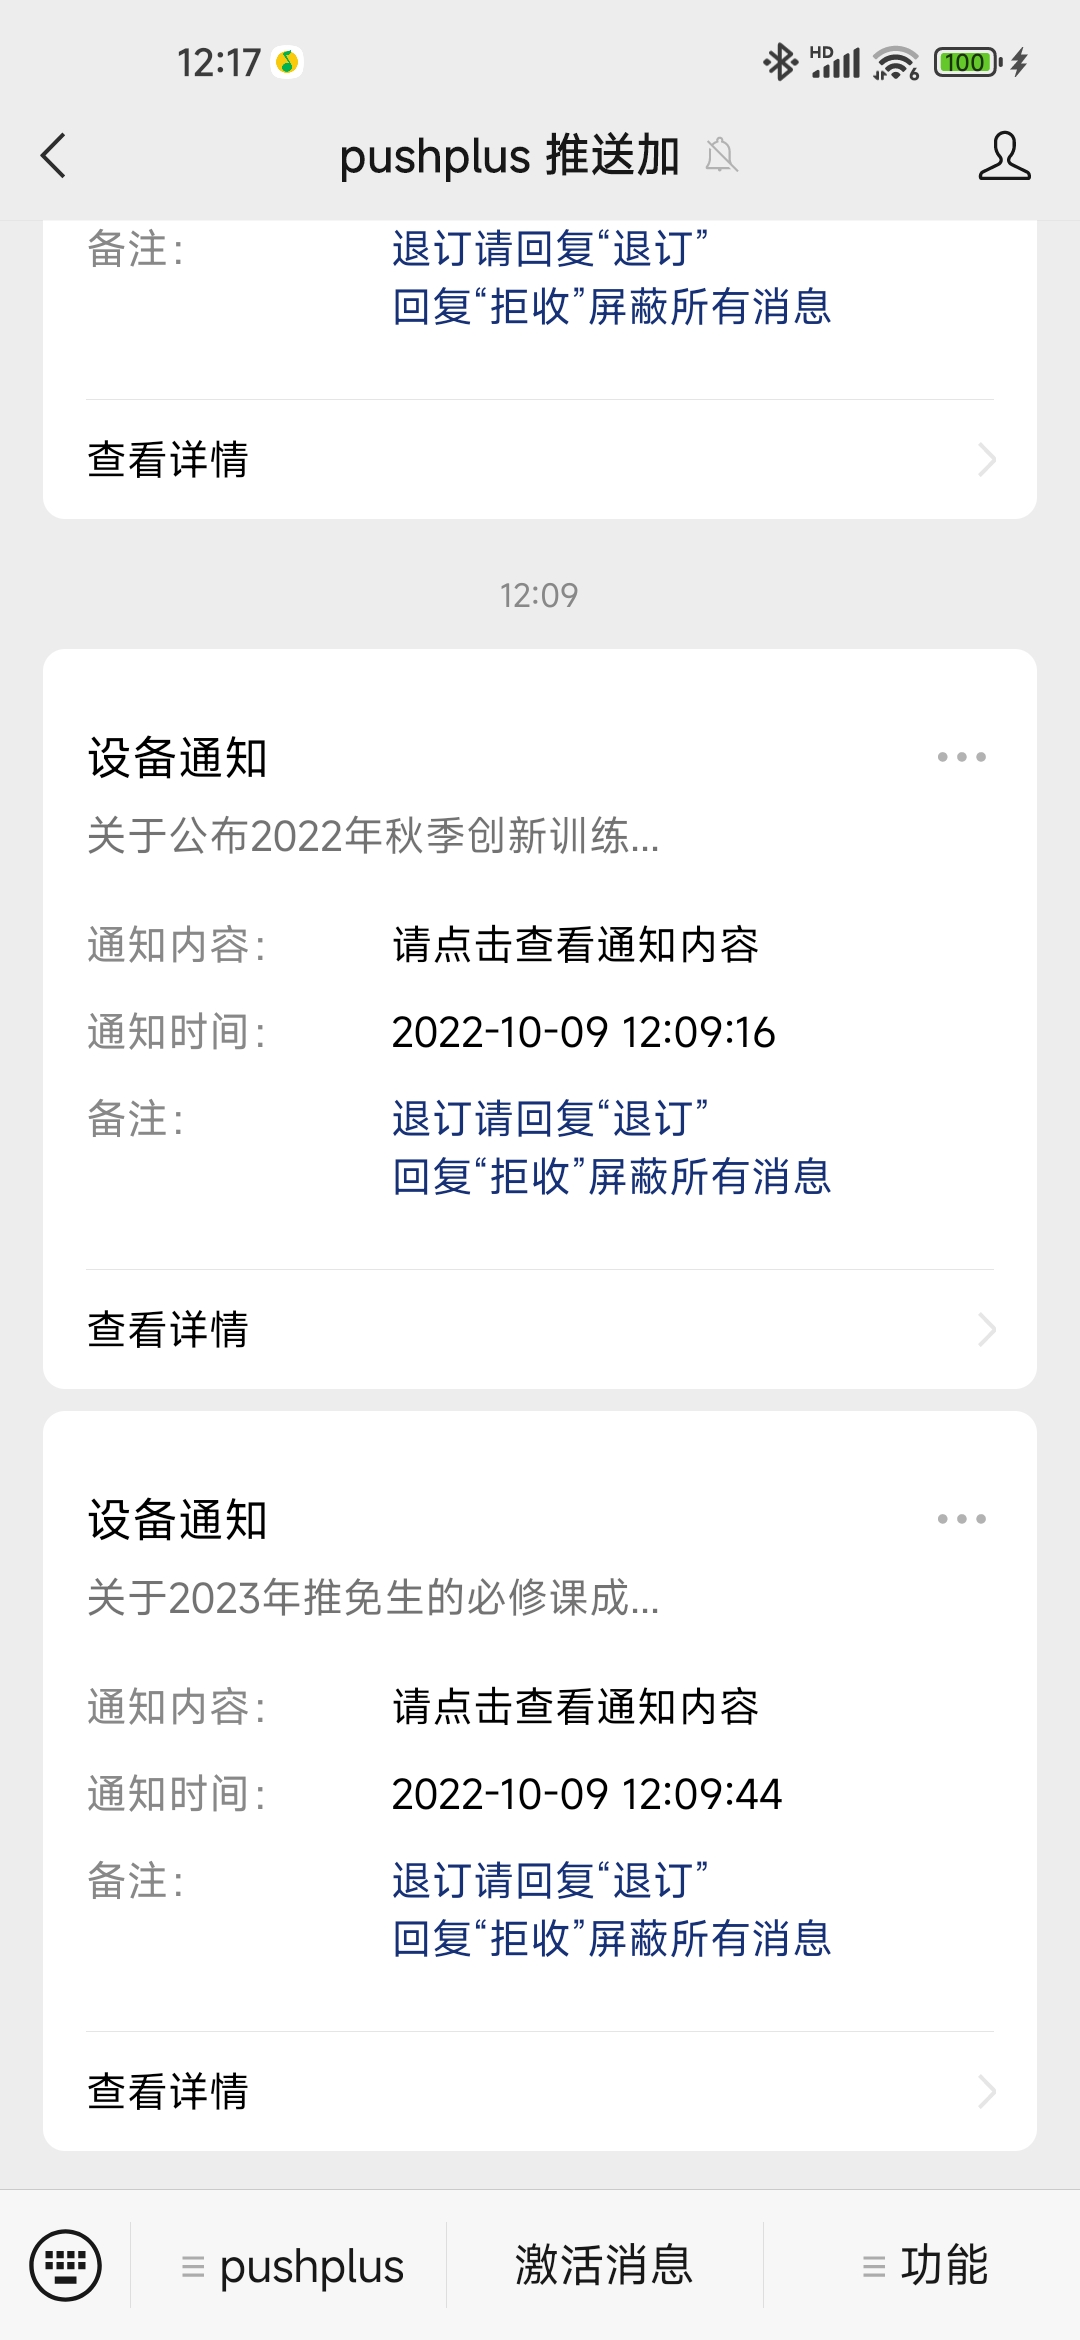 12:17
HD
6
100
pushplus 推送加
备注：
退订请回复“退订”
回复“拒收”屏蔽所有消息
查看详情
12:09
设备通知
关于公布2022年秋季创新训练...
通知内容：
请点击查看通知内容
通知时间：
2022-10-09 12:09:16
备注：
退订请回复“退订”
回复“拒收”屏蔽所有消息
查看详情
设备通知
关于2023年推免生的必修课成...
通知内容：
请点击查看通知内容
通知时间：
2022-10-09 12:09:44
备注：
退订请回复“退订”
回复“拒收”屏蔽所有消息
查看详情
pushplus
激活消息
功能